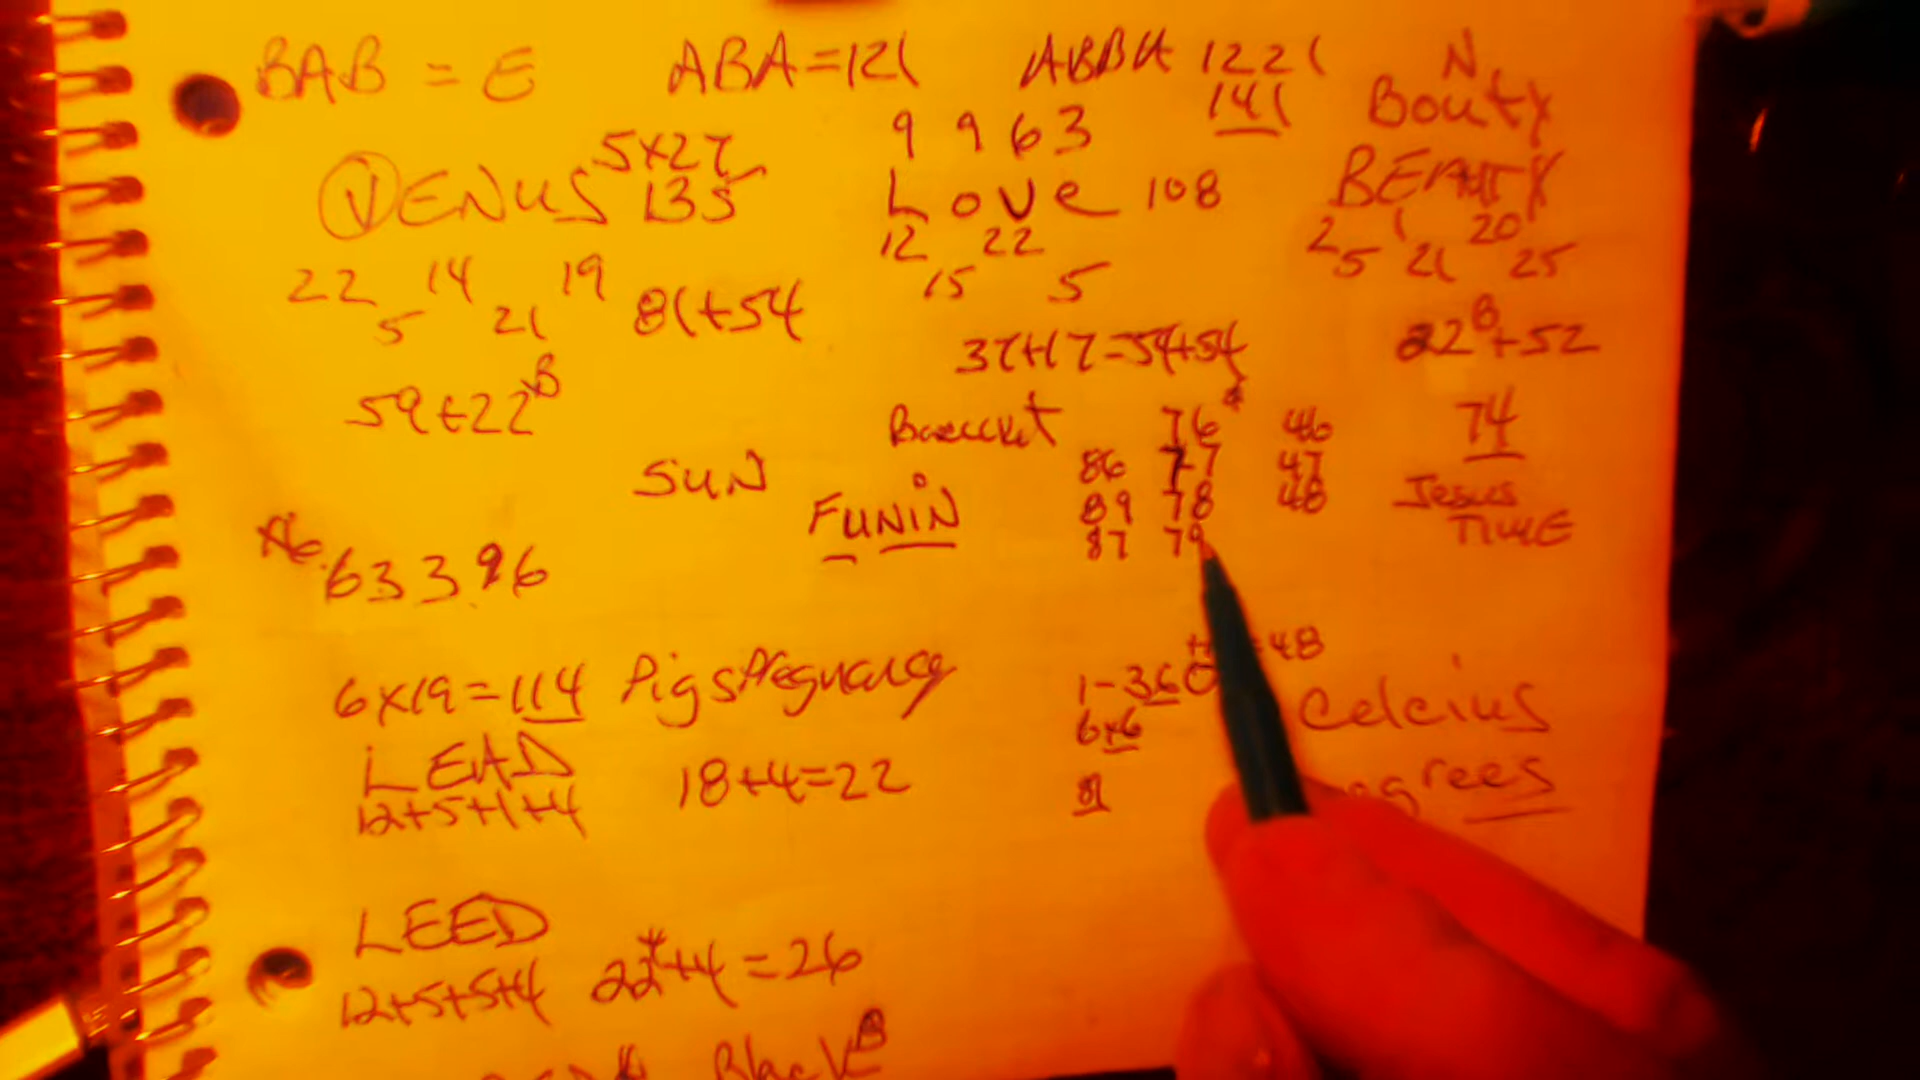 BAB = E   ABA=121   ABBA 1221   N
141   Bouty
9 9 6 3
VENUS 5x27   LOVE 108   BEAUTY
135
22 5 14 21 19   12 15 22 5   2 5 1 21 20 25
81+54
37+17=54+54   22 B+52
59+22 B
76* 46   74
SUN   86 77 47   Jesus
FUNIN   89 78 48   TIME
87 79
63396
=48
6x19=114 Pigs Pregnancy   1-360   Celcius
6x6
LEAD   18+4=22
12+5+1+4
LEED
12+5+5+4   22*+4=26
Black B